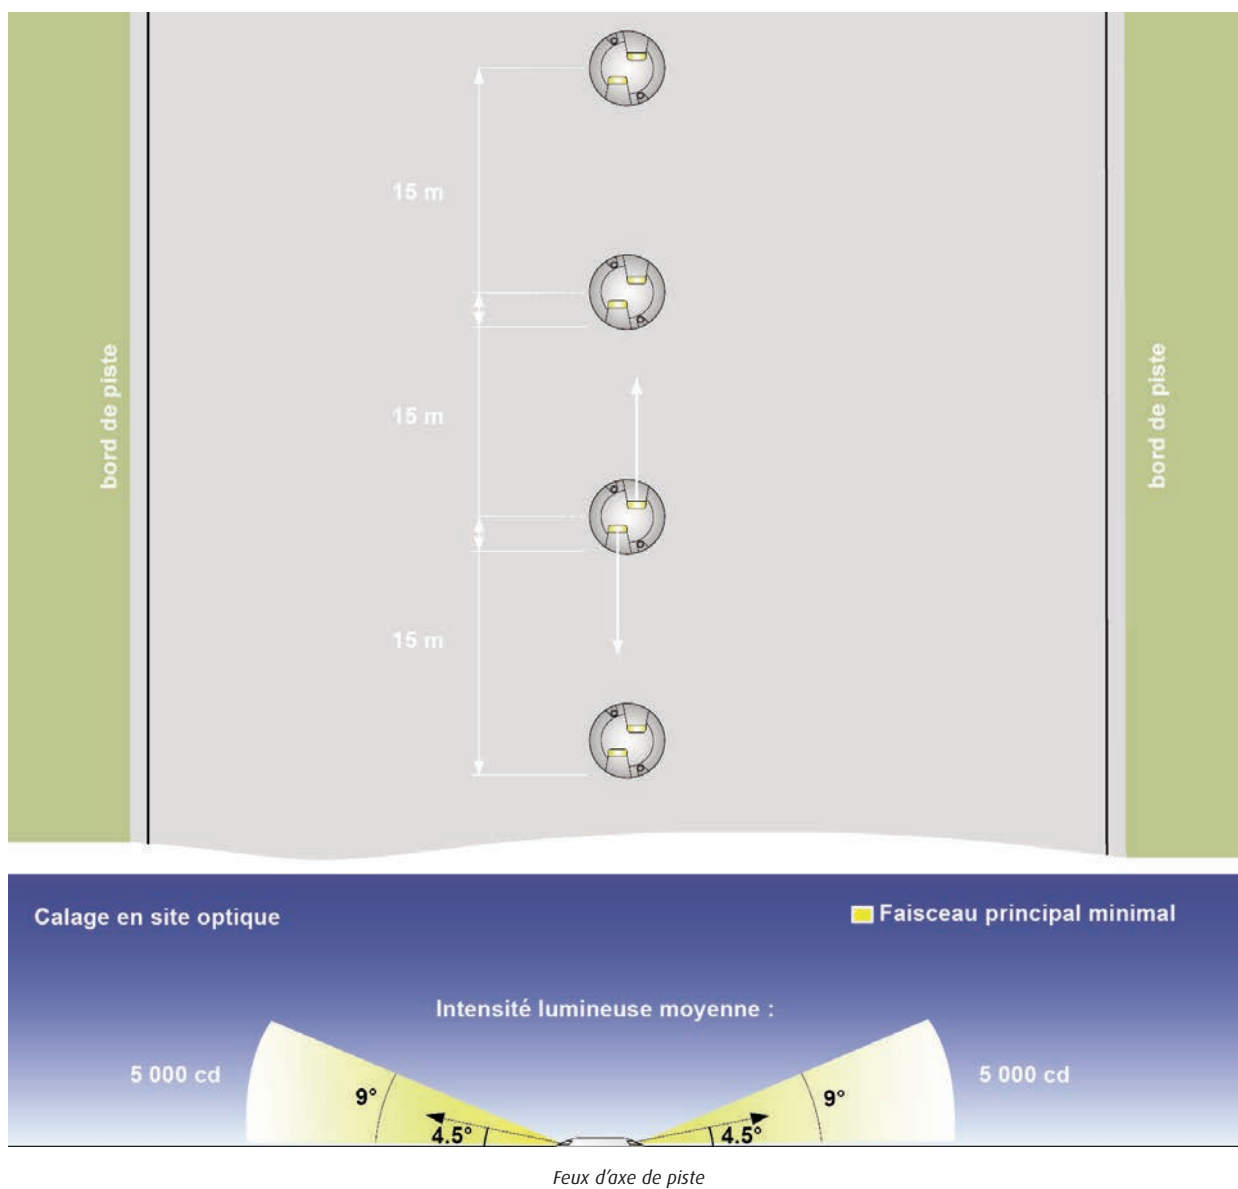 15 m
15 m
15 m
bord de piste
bord de piste
Calage en site optique
Faisceau principal minimal
Intensité lumineuse moyenne :
5 000 cd
9°
4.5°
4.5°
9°
5 000 cd
Feux d'axe de piste